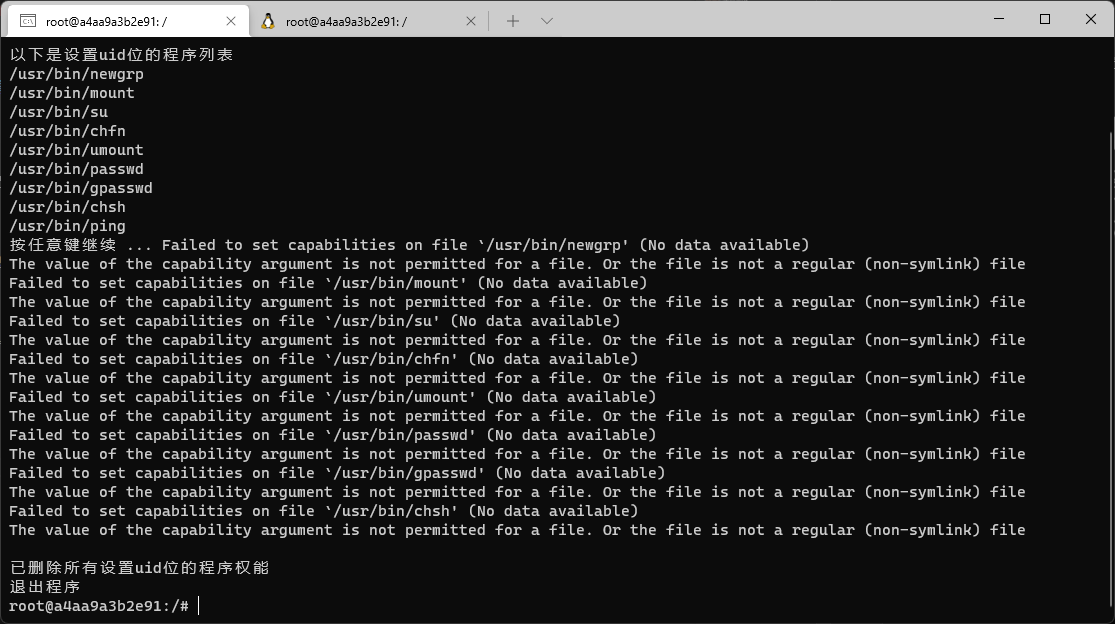 root@a4aa9a3b2e91: /
root@a4aa9a3b2e91: /
以下是设置uid位的程序列表
/usr/bin/newgrp
/usr/bin/mount
/usr/bin/su
/usr/bin/chfn
/usr/bin/umount
/usr/bin/passwd
/usr/bin/gpasswd
/usr/bin/chsh
/usr/bin/ping
按任意键继续 ... Failed to set capabilities on file `/usr/bin/newgrp' (No data available)
The value of the capability argument is not permitted for a file. Or the file is not a regular (non-symlink) file
Failed to set capabilities on file `/usr/bin/mount' (No data available)
The value of the capability argument is not permitted for a file. Or the file is not a regular (non-symlink) file
Failed to set capabilities on file `/usr/bin/su' (No data available)
The value of the capability argument is not permitted for a file. Or the file is not a regular (non-symlink) file
Failed to set capabilities on file `/usr/bin/chfn' (No data available)
The value of the capability argument is not permitted for a file. Or the file is not a regular (non-symlink) file
Failed to set capabilities on file `/usr/bin/umount' (No data available)
The value of the capability argument is not permitted for a file. Or the file is not a regular (non-symlink) file
Failed to set capabilities on file `/usr/bin/passwd' (No data available)
The value of the capability argument is not permitted for a file. Or the file is not a regular (non-symlink) file
Failed to set capabilities on file `/usr/bin/gpasswd' (No data available)
The value of the capability argument is not permitted for a file. Or the file is not a regular (non-symlink) file
Failed to set capabilities on file `/usr/bin/chsh' (No data available)
The value of the capability argument is not permitted for a file. Or the file is not a regular (non-symlink) file
已删除所有设置uid位的程序权能
退出程序
root@a4aa9a3b2e91:/#